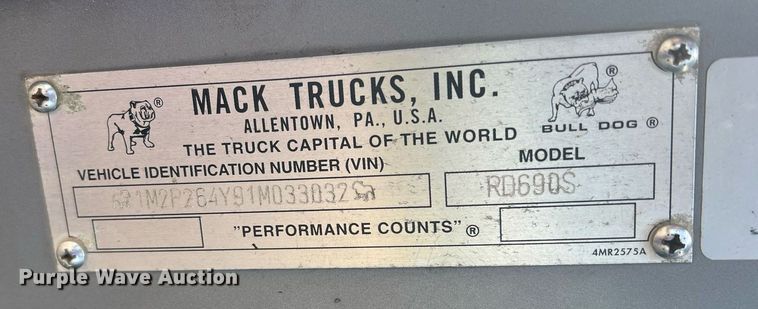 ® MACK TRUCKS, INC. ®
ALLENTOWN, PA., U.S.A.
BULL DOG ®
THE TRUCK CAPITAL OF THE WORLD
VEHICLE IDENTIFICATION NUMBER (VIN) MODEL
1M2P264Y91M033032 RD690S
"PERFORMANCE COUNTS"®
4MR2575A
Purple Wave Auction